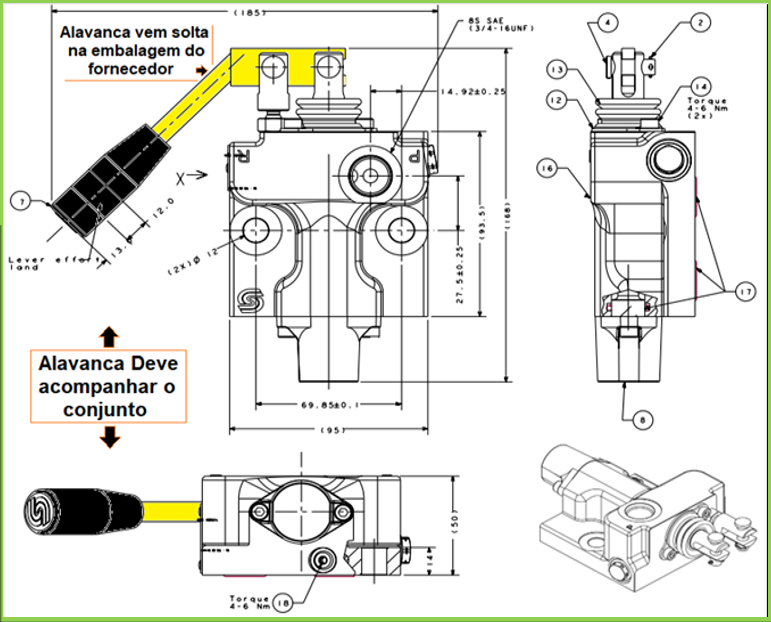 (185)
Alavanca vem solta
na embalagem do
fornecedor
8S SAE
(3/4-16UNF)
4
2
13
14
12
Torque
4-6 Nm
(2x)
14.92±0.25
R
P
X
16
7
12.0
13.
Lever effort
land
(2X)Ø 12
(93.5)
(168)
27.5±0.25
17
S
Alavanca Deve
acompanhar o
conjunto
69.85±0.1
(95)
8
(50)
14
Torque
4-6 Nm
18